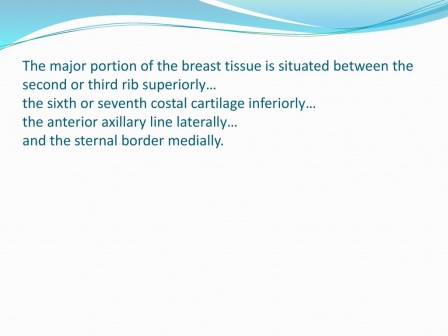 The major portion of the breast tissue is situated between the
second or third rib superiorly…
the sixth or seventh costal cartilage inferiorly…
the anterior axillary line laterally…
and the sternal border medially.